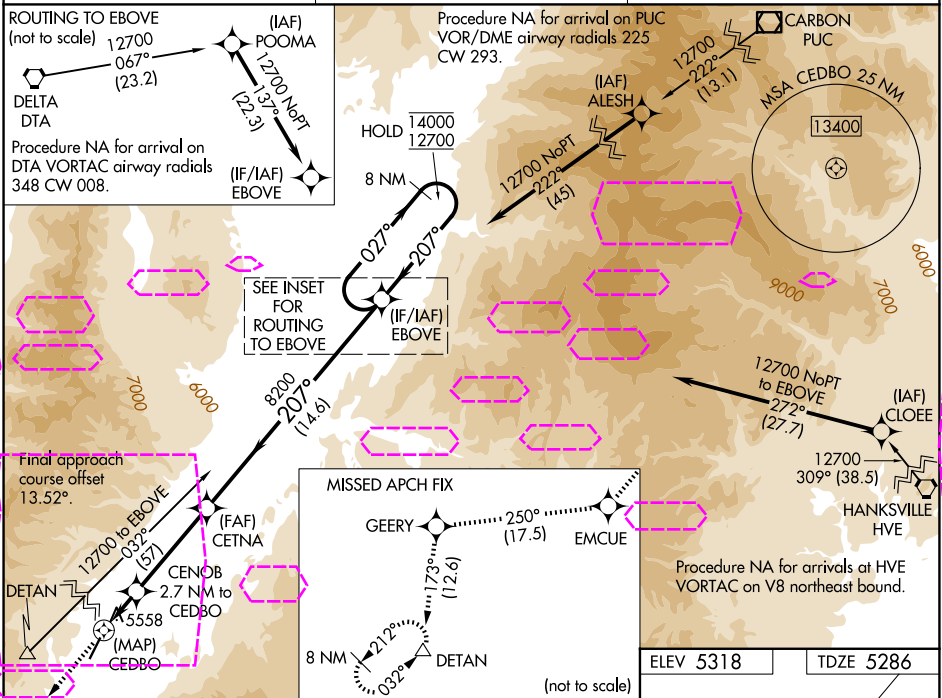 ROUTING TO EBOVE
(not to scale)
12700
067°
(23.2)
(IAF)
POOMA
DELTA
DTA
12700 NoPT
137°
(22.3)
Procedure NA for arrival on
DTA VORTAC airway radials
348 CW 008.
(IF/IAF)
EBOVE
Procedure NA for arrival on PUC
VOR/DME airway radials 225
CW 293.
CARBON
PUC
12700
222°
(13.1)
(IAF)
ALESH
12700 NoPT
222°
(45)
MSA CEDBO 25 NM
13400
HOLD
14000
12700
8 NM
027°
207°
SEE INSET
FOR
ROUTING
TO EBOVE
(IF/IAF)
EBOVE
6000
9000
7000
7000
6000
8200
207°
(14.6)
12700 NoPT
to EBOVE
272°
(27.7)
(IAF)
CLOEE
12700
309° (38.5)
HANKSVILLE
HVE
Procedure NA for arrivals at HVE
VORTAC on V8 northeast bound.
Final approach
course offset
13.52°.
12700 to EBOVE
032°
(57)
(FAF)
CETNA
CENOB
2.7 NM to
CEDBO
DETAN
5558
(MAP)
CEDBO
MISSED APCH FIX
GEERY
250°
(17.5)
EMCUE
173°
(12.6)
212°
8 NM
032°
DETAN
(not to scale)
ELEV 5318
TDZE 5286